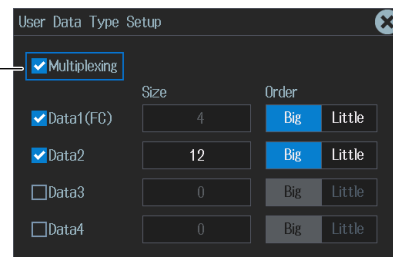 User Data Type Setup
Multiplexing
Size Order
Data1(FC) 4 Big Little
Data2 12 Big Little
Data3 0 Big Little
Data4 0 Big Little